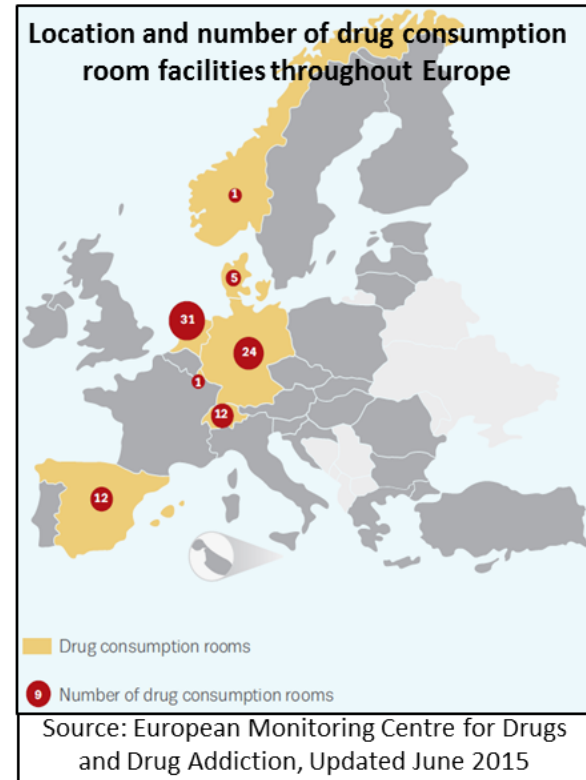 Location and number of drug consumption
room facilities throughout Europe
1
5
31
24
1
12
12
Drug consumption rooms
9 Number of drug consumption rooms
Source: European Monitoring Centre for Drugs
and Drug Addiction, Updated June 2015